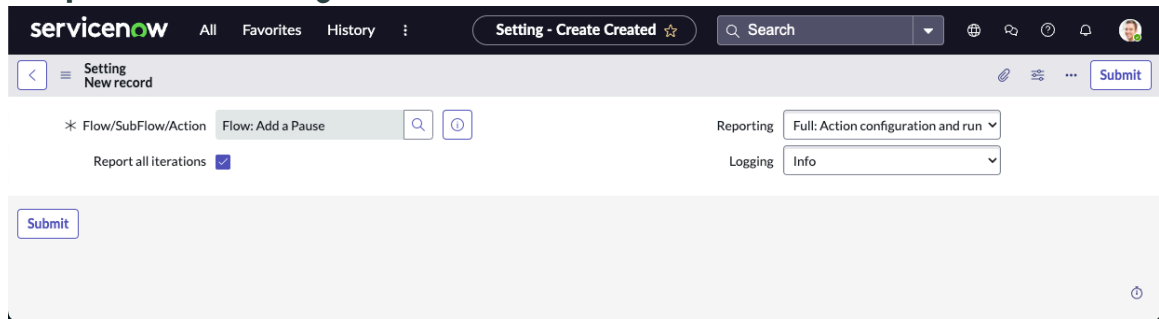 servicenow All Favorites History Setting - Create Created Search
Setting
New record
Submit
* Flow/SubFlow/Action Flow: Add a Pause Reporting Full: Action configuration and run
Report all iterations Logging Info
Submit